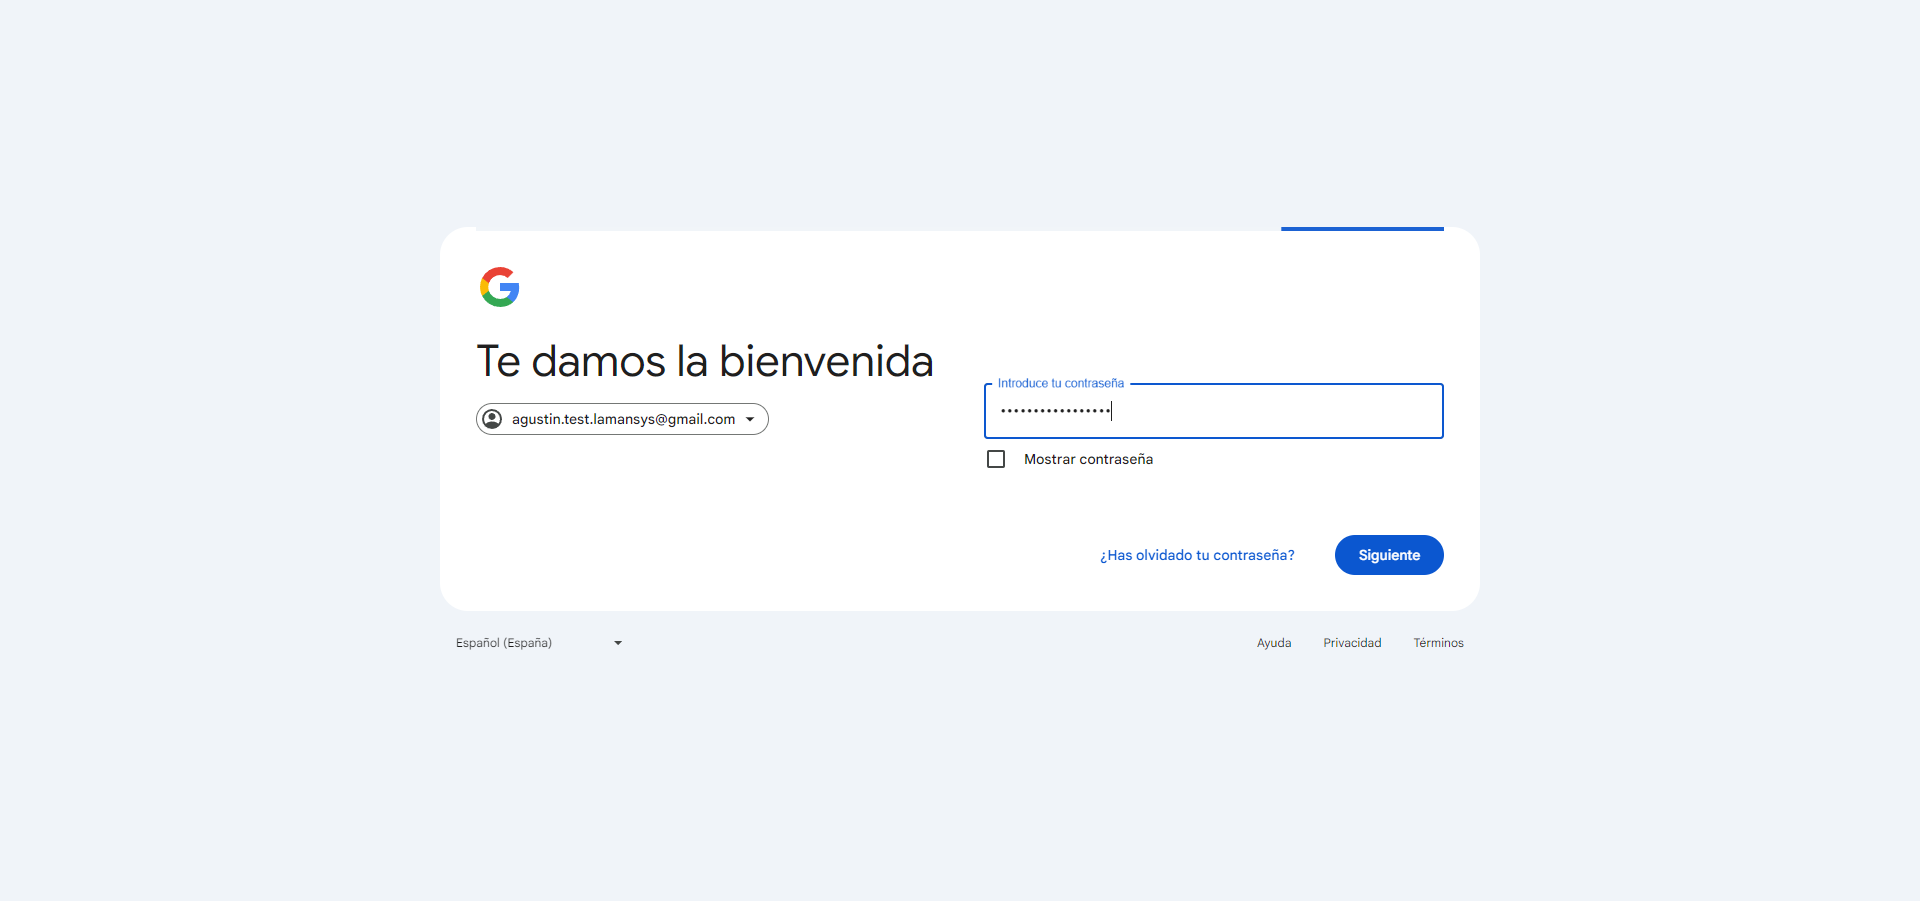 Te damos la bienvenida
agustin.test.lamansys@gmail.com
Introduce tu contraseña
•••••••••••••••••
Mostrar contraseña
¿Has olvidado tu contraseña?
Siguiente
Español (España)
Ayuda
Privacidad
Términos